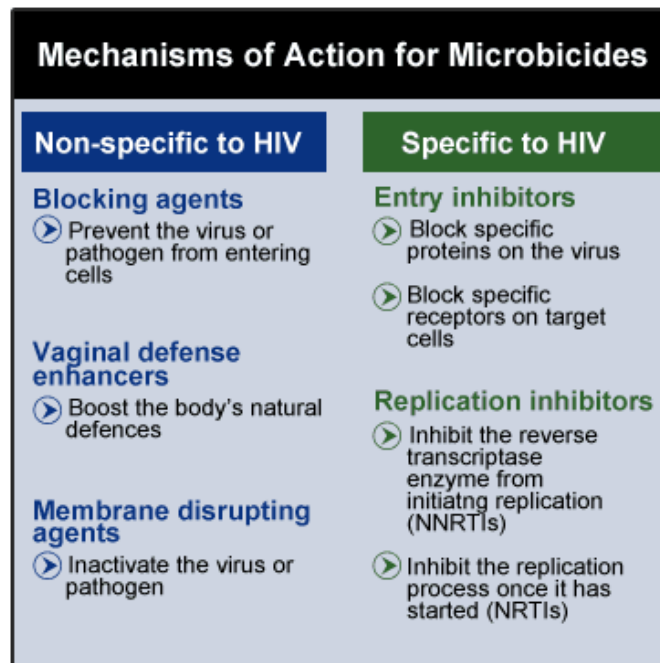 Mechanisms of Action for Microbicides
Non-specific to HIV
Blocking agents
Prevent the virus or
pathogen from entering
cells
Vaginal defense
enhancers
Boost the body's natural
defences
Membrane disrupting
agents
Inactivate the virus or
pathogen
Specific to HIV
Entry inhibitors
Block specific
proteins on the virus
Block specific
receptors on target
cells
Replication inhibitors
Inhibit the reverse
transcriptase
enzyme from
initiatng replication
(NNRTIs)
Inhibit the replication
process once it has
started (NRTIs)